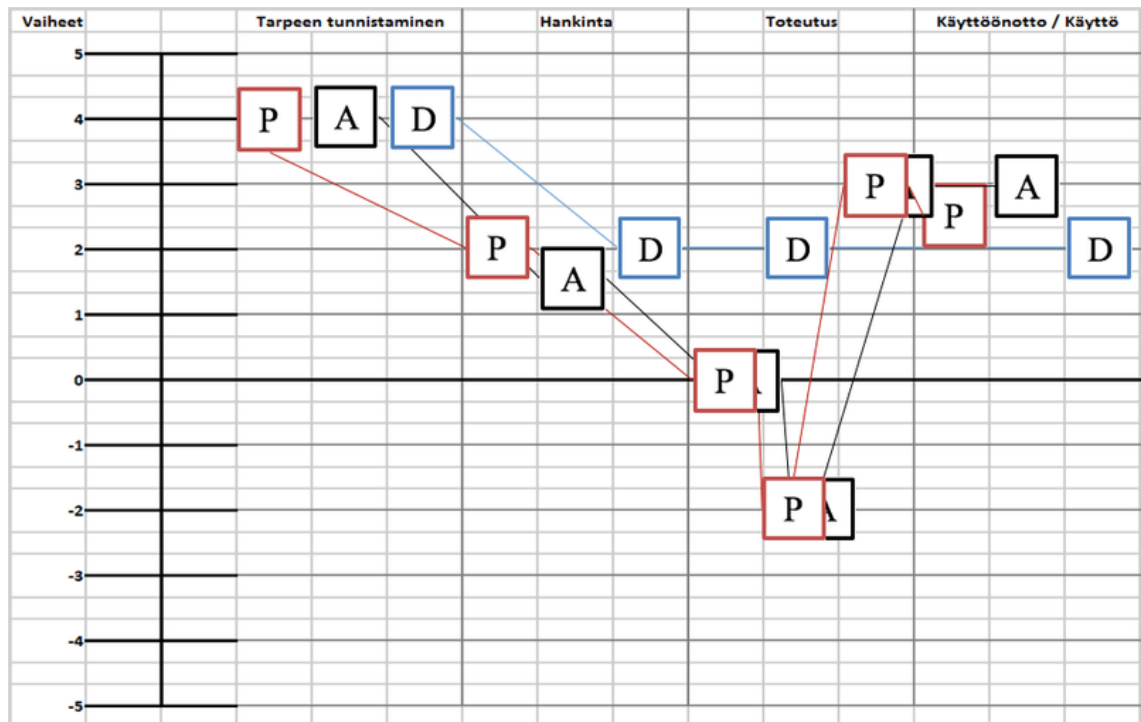 Vaiheet Tarpeen tunnistaminen Hankinta Toteutus Käyttöönotto / Käyttö
5
4 P A D
3 P A P A
2 P A D D D
1
0 P A
-1
-2 P A
-3
-4
-5